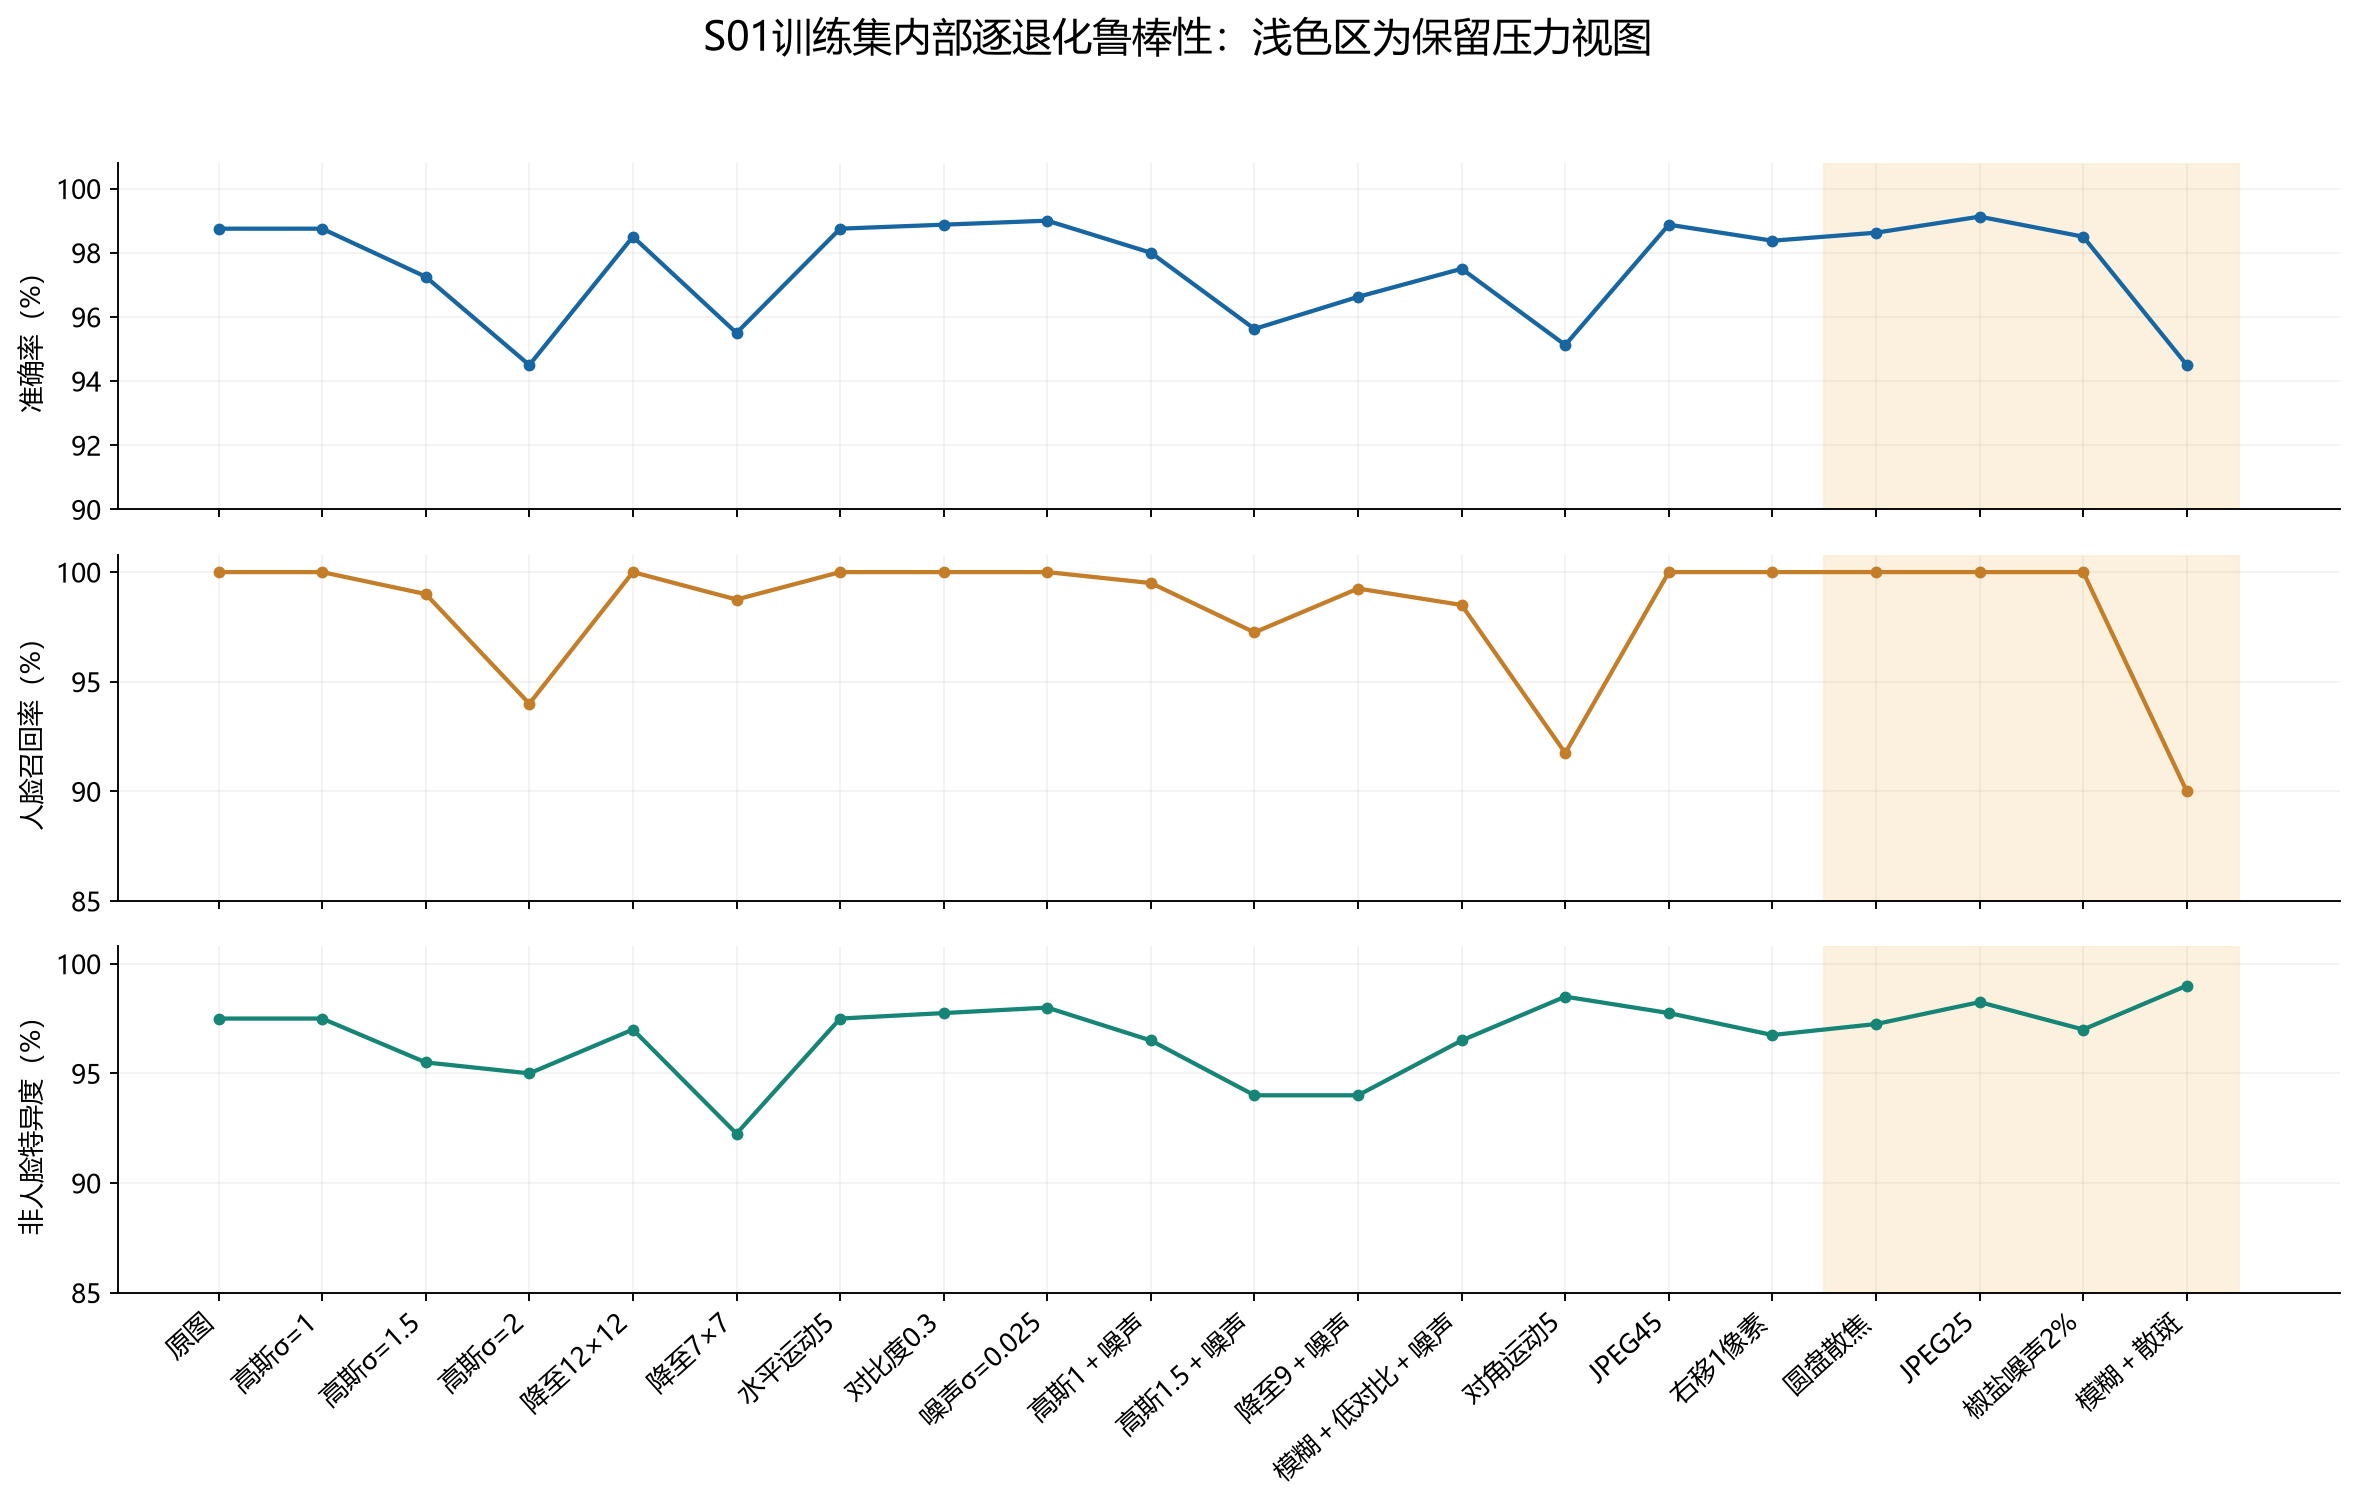 S01训练集内部逐退化鲁棒性：浅色区为保留压力视图
准确率（%）
100
98
96
94
92
90
人脸召回率（%）
100
95
90
85
非人脸特异度（%）
100
95
90
85
原图
高斯σ=1
高斯σ=1.5
高斯σ=2
降至12×12
降至7×7
水平运动5
对比度0.3
噪声σ=0.025
高斯1＋噪声
高斯1.5＋噪声
降至9＋噪声
模糊＋低对比＋噪声
对角运动5
JPEG45
右移1像素
圆盘散焦
JPEG25
椒盐噪声2%
模糊＋散斑